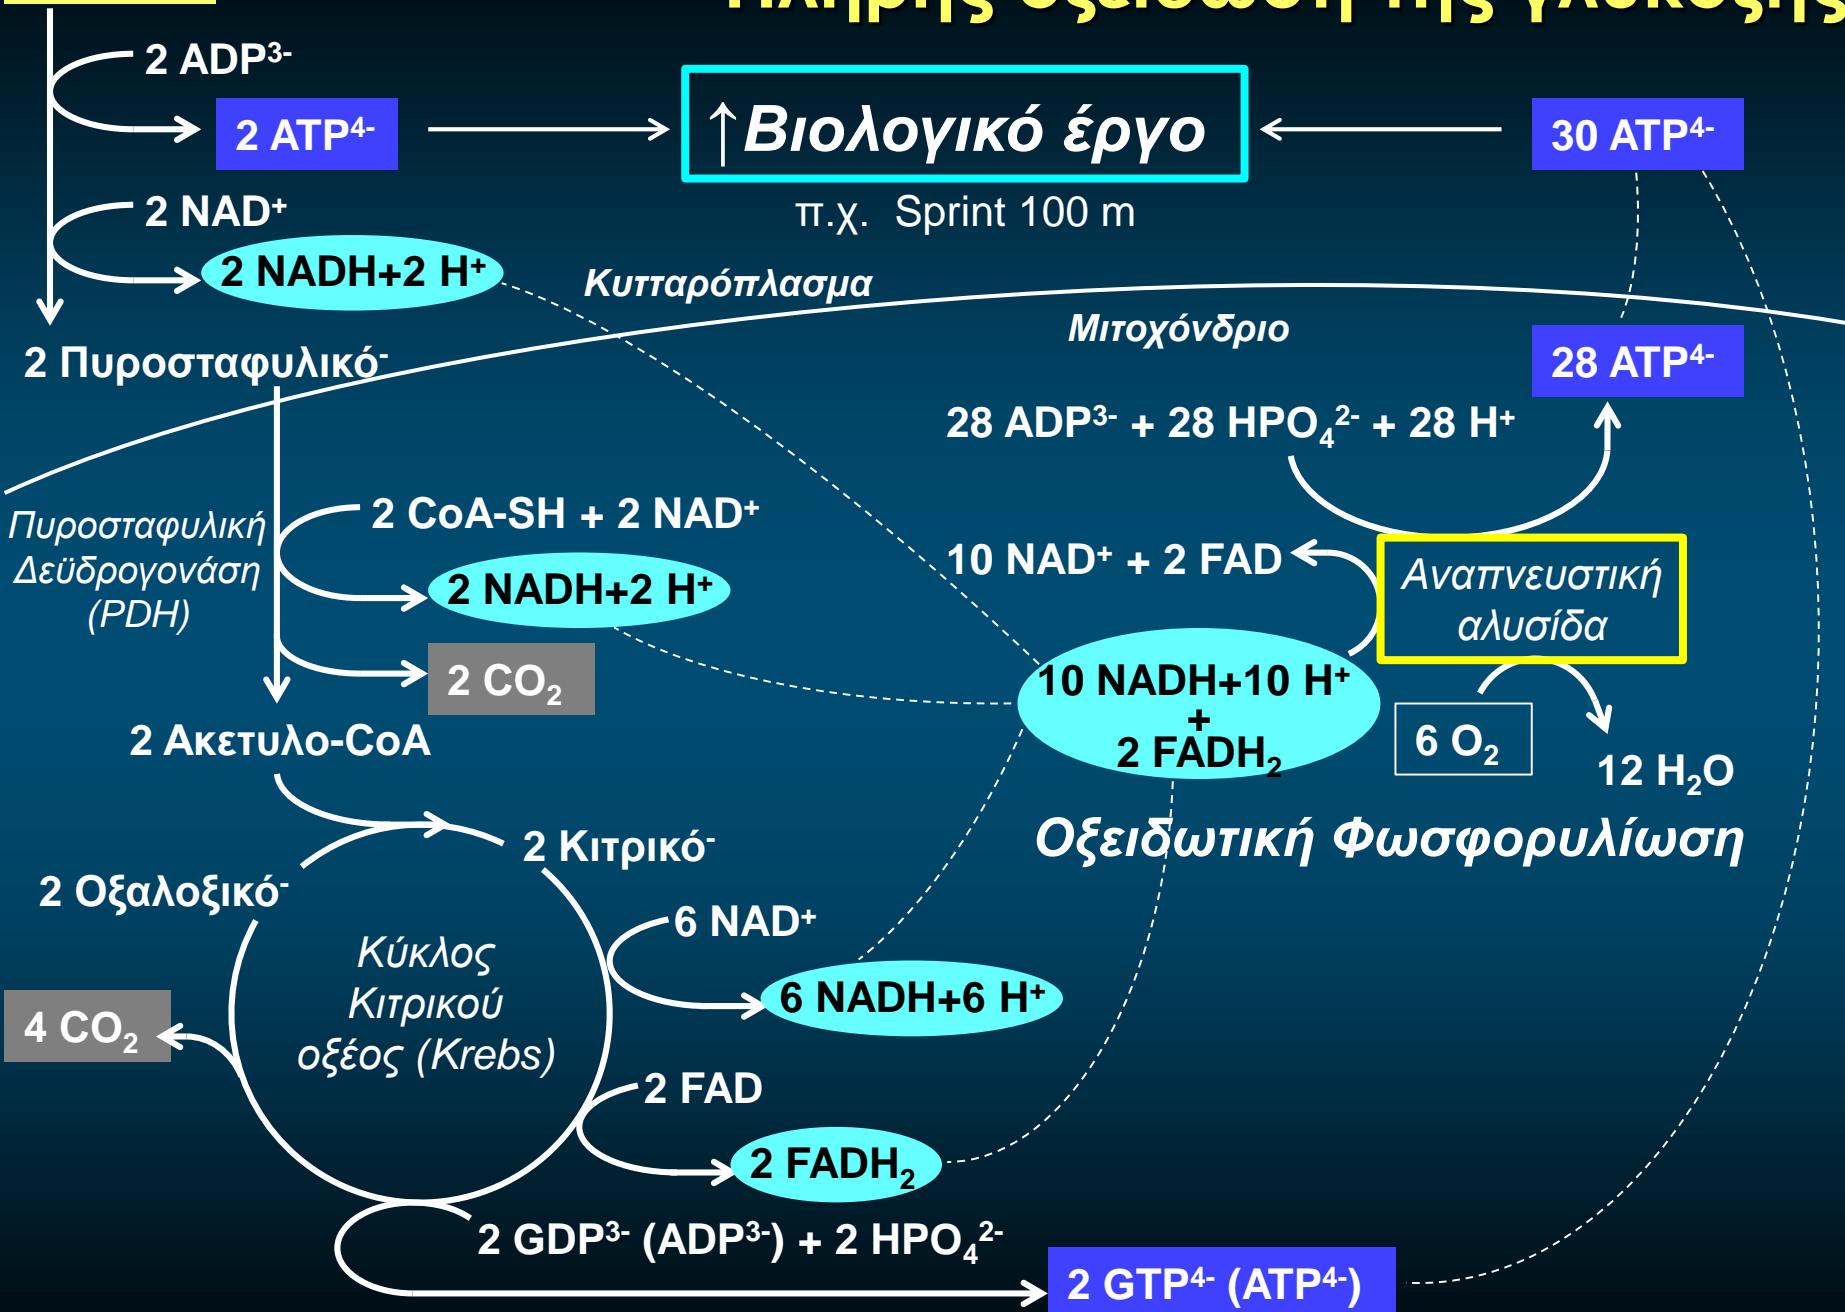 Πλήρης οξείδωση της γλυκόζης
2 ADP³⁻
2 ATP⁴⁻
↑Βιολογικό έργο
30 ATP⁴⁻
2 NAD⁺
π.χ. Sprint 100 m
2 NADH+2 H⁺
Κυτταρόπλασμα
Μιτοχόνδριο
2 Πυροσταφυλικό⁻
28 ATP⁴⁻
28 ADP³⁻ + 28 HPO₄²⁻ + 28 H⁺
Πυροσταφυλική
Δεϋδρογονάση
(PDH)
2 CoA-SH + 2 NAD⁺
2 NADH+2 H⁺
10 NAD⁺ + 2 FAD
Αναπνευστική
αλυσίδα
2 CO₂
10 NADH+10 H⁺
+
2 FADH₂
6 O₂
12 H₂O
2 Ακετυλο-CoA
Οξειδωτική Φωσφορυλίωση
2 Κιτρικό⁻
2 Οξαλοξικό⁻
Κύκλος
Κιτρικού
οξέος (Krebs)
6 NAD⁺
6 NADH+6 H⁺
4 CO₂
2 FAD
2 FADH₂
2 GDP³⁻ (ADP³⁻) + 2 HPO₄²⁻
2 GTP⁴⁻ (ATP⁴⁻)